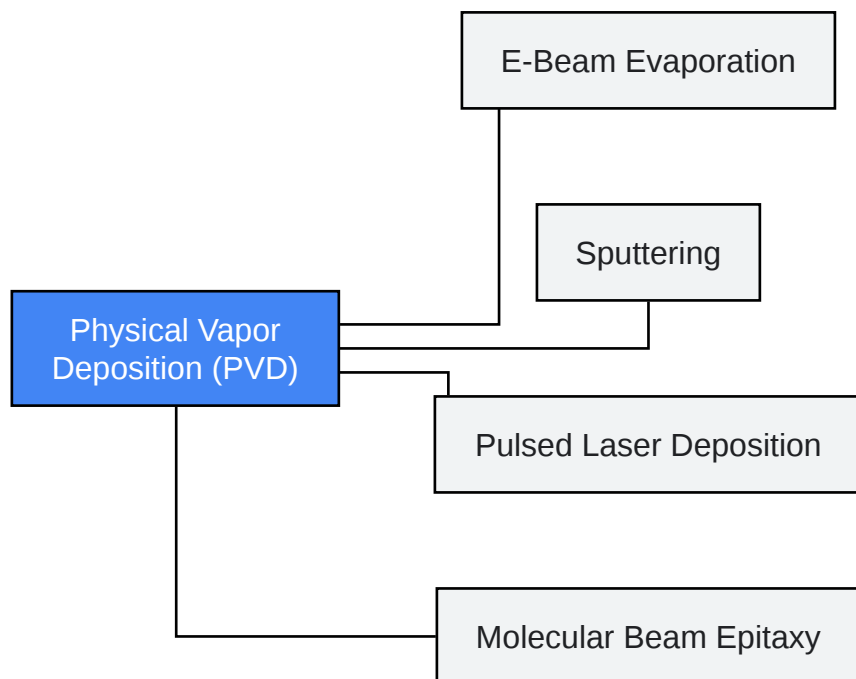 E-Beam Evaporation
Sputtering
Physical Vapor
Deposition (PVD)
Pulsed Laser Deposition
Molecular Beam Epitaxy